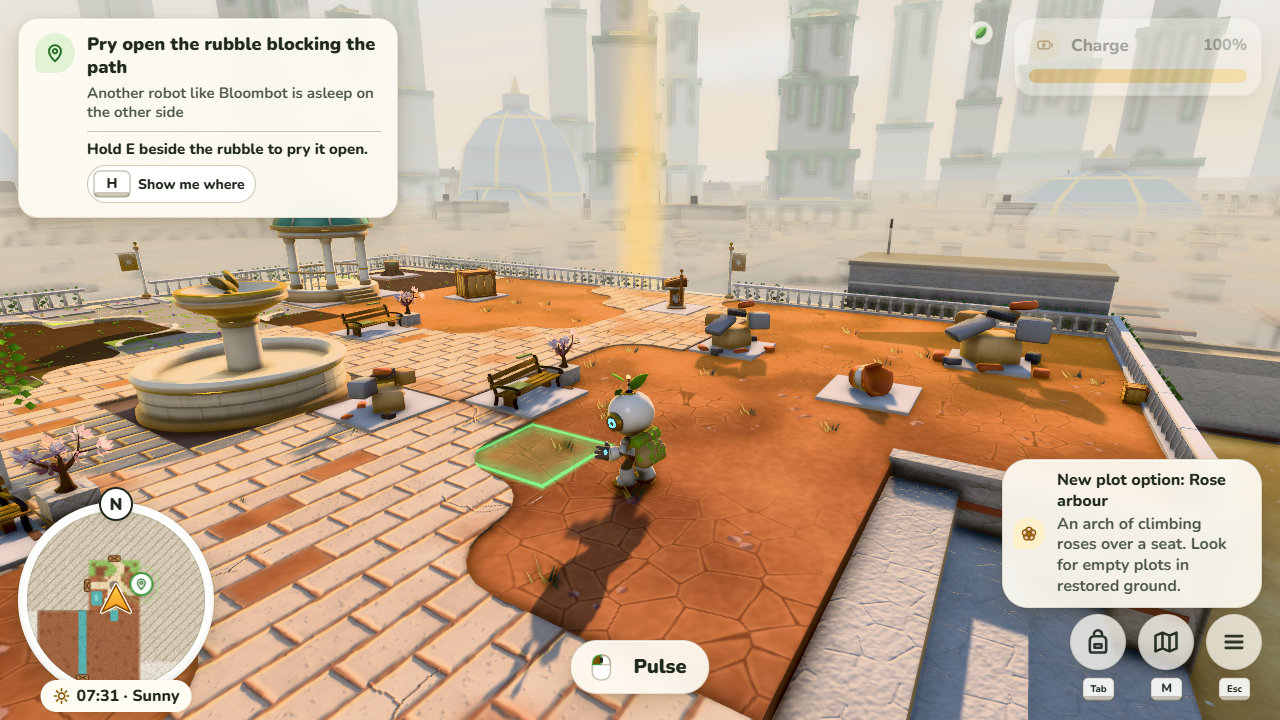 Pry open the rubble blocking the
path
Another robot like Bloombot is asleep on
the other side
Hold E beside the rubble to pry it open.
H Show me where
Charge 100%
New plot option: Rose
arbour
An arch of climbing
roses over a seat. Look
for empty plots in
restored ground.
N
07:31 · Sunny
Pulse
Tab M Esc